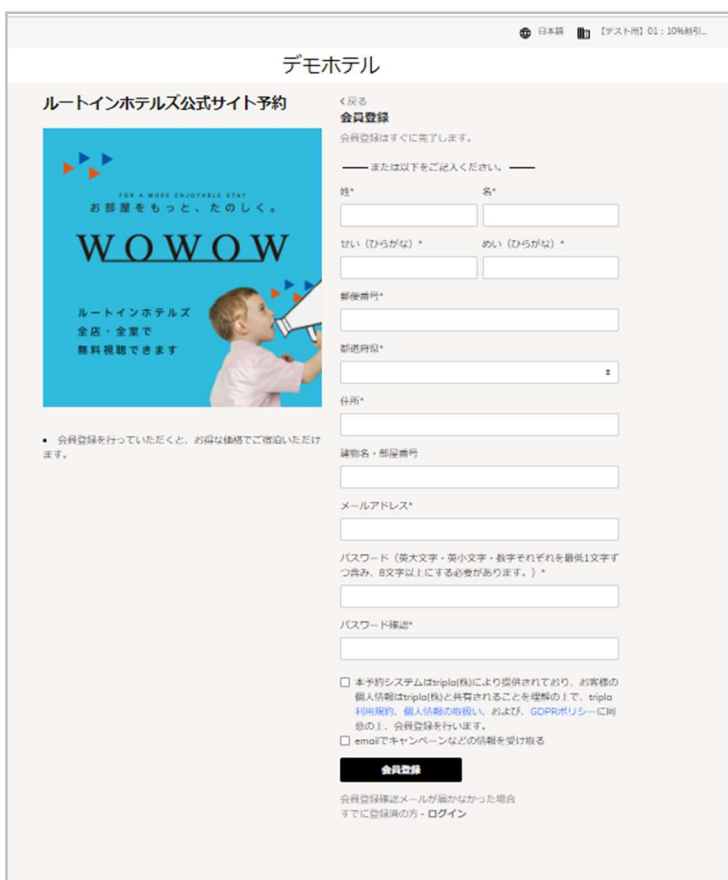 日本語 【テスト用】01：10%割引...
デモホテル
ルートインホテルズ公式サイト予約
FOR A MORE ENJOYABLE STAY
お部屋をもっと、たのしく。
WOWOW
ルートインホテルズ
全店・全室で
無料視聴できます
• 会員登録を行っていただくと、お得な価格でご宿泊いただけ
ます。
戻る
会員登録
会員登録はすぐに完了します。
または以下をご記入ください。
姓* 名*
せい（ひらがな）* めい（ひらがな）*
郵便番号*
都道府県*
住所*
建物名・部屋番号
メールアドレス*
パスワード（英大文字・英小文字・数字それぞれを最低1文字ず
つ含み、8文字以上にする必要があります。）*
パスワード確認*
本予約システムはtripla(株)により提供されており、お客様の
個人情報はtripla(株)と共有されることを理解の上で、tripla
利用規約、個人情報の取扱い、および、GDPRポリシーに同
意の上、会員登録を行います。
emailでキャンペーンなどの情報を受け取る
会員登録
会員登録確認メールが届かなかった場合
すでに登録済の方 - ログイン